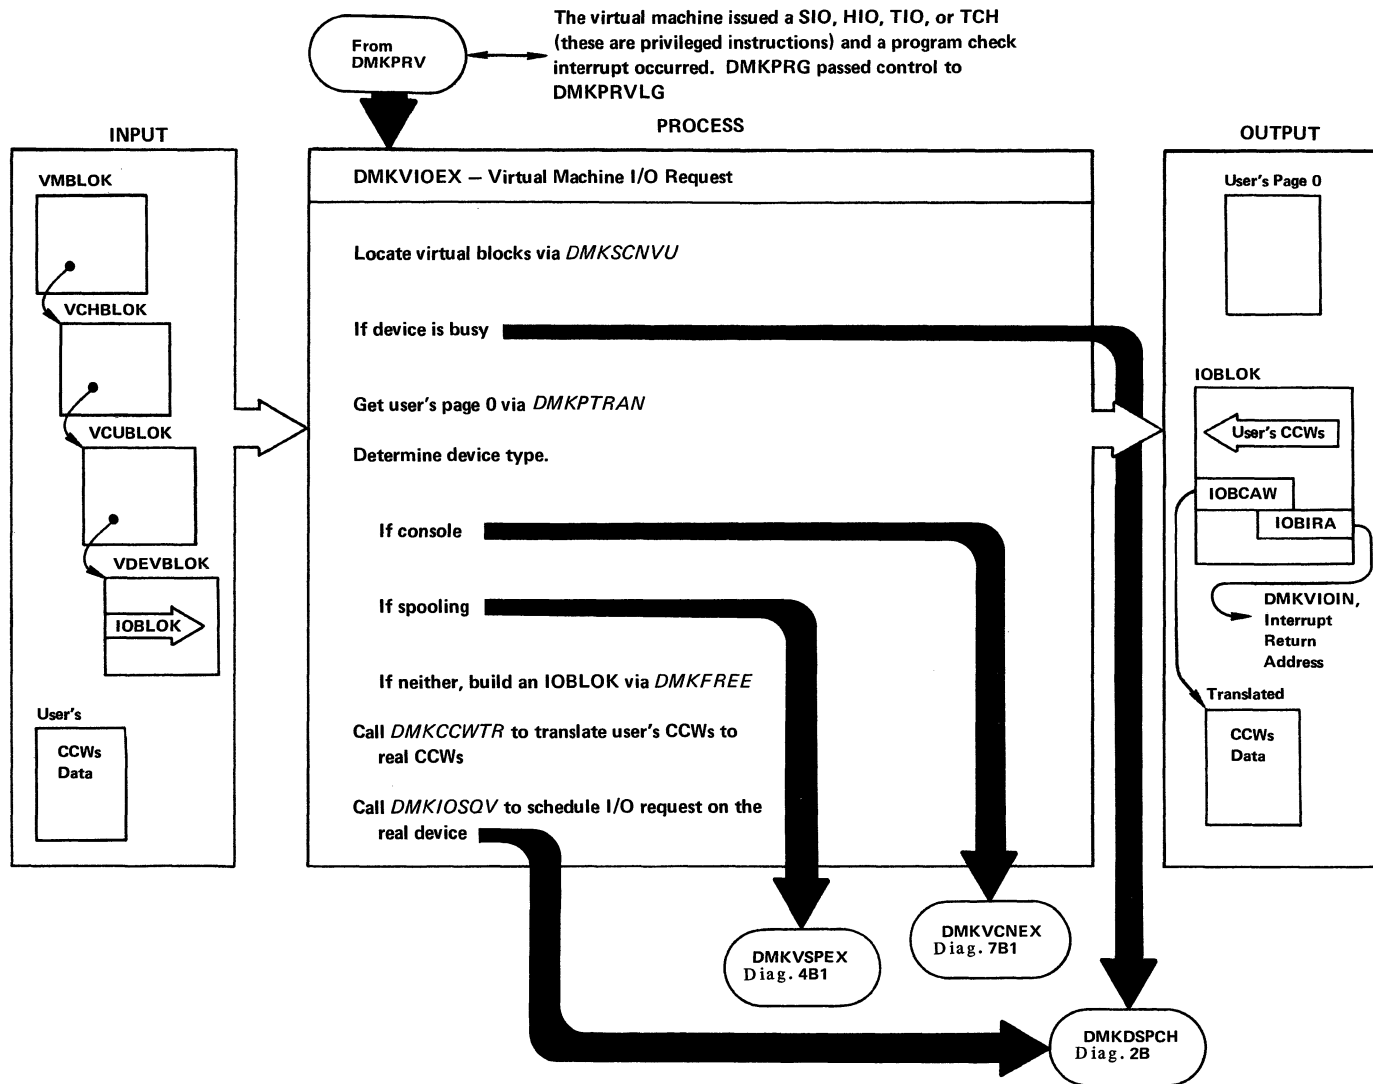 From
DMKPRV
The virtual machine issued a SIO, HIO, TIO, or TCH
(these are privileged instructions) and a program check
interrupt occurred. DMKPRG passed control to
DMKPRVLG
INPUT
PROCESS
OUTPUT
VMBLOK
VCHBLOK
VCUBLOK
VDEVBLOK
IOBLOK
User's
CCWs
Data
DMKVIOEX — Virtual Machine I/O Request
Locate virtual blocks via DMKSCNVU
If device is busy
Get user's page 0 via DMKPTRAN
Determine device type.
If console
If spooling
If neither, build an IOBLOK via DMKFREE
Call DMKCCWTR to translate user's CCWs to
real CCWs
Call DMKIOSQV to schedule I/O request on the
real device
User's Page 0
IOBLOK
User's CCWs
IOBCAW
IOBIRA
DMKVIOIN,
Interrupt
Return
Address
Translated
CCWs
Data
DMKVSPEX
Diag. 4B1
DMKVCNEX
Diag. 7B1
DMKDSPCH
Diag. 2B